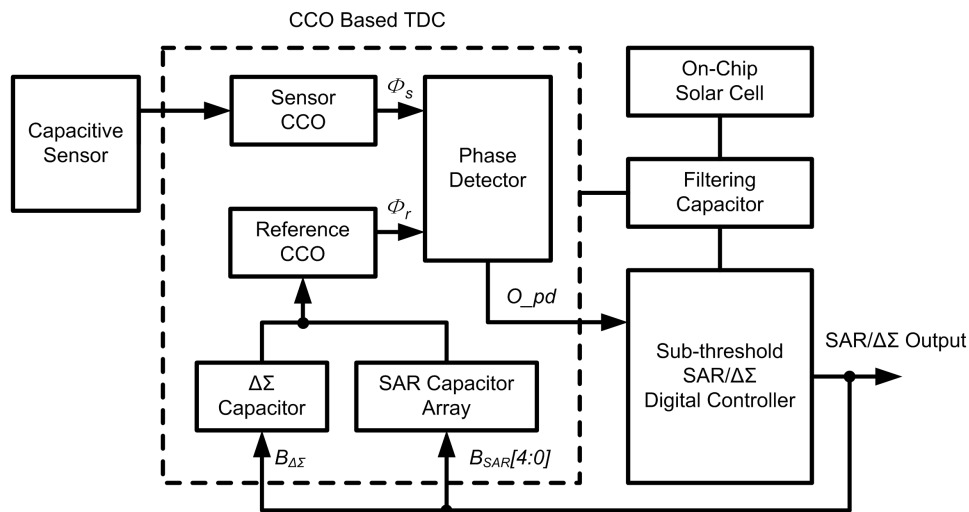 CCO Based TDC
Capacitive
Sensor
Sensor
CCO
Φs
Phase
Detector
On-Chip
Solar Cell
Filtering
Capacitor
Reference
CCO
Φr
O_pd
Sub-threshold
SAR/ΔΣ
Digital Controller
SAR/ΔΣ Output
ΔΣ
Capacitor
SAR Capacitor
Array
BΔΣ
BSAR[4:0]